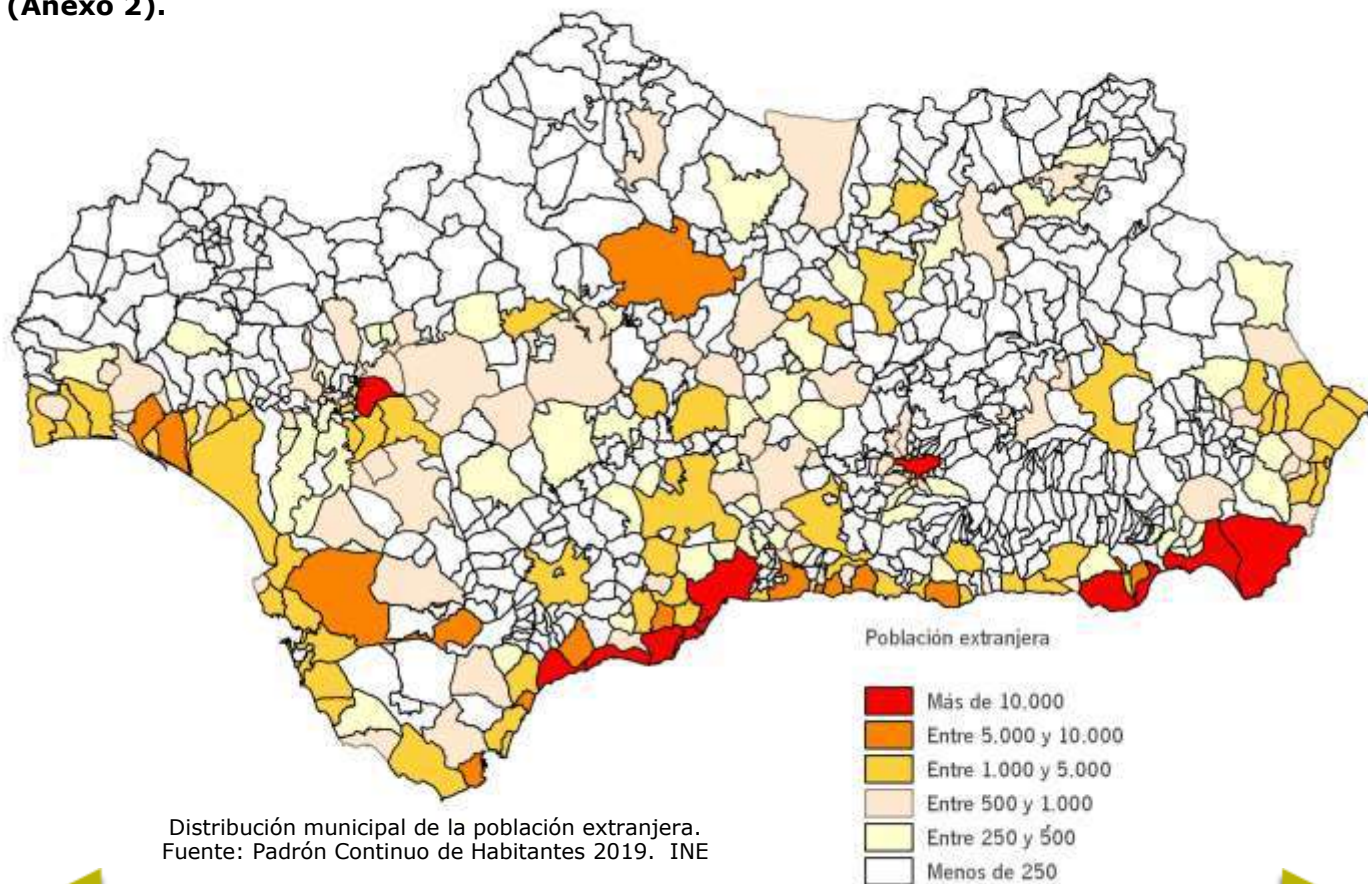 (Anexo 2).
Población extranjera
Más de 10.000
Entre 5.000 y 10.000
Entre 1.000 y 5.000
Entre 500 y 1.000
Entre 250 y 500
Menos de 250
Distribución municipal de la población extranjera.
Fuente: Padrón Continuo de Habitantes 2019. INE